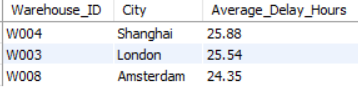 Warehouse_ID City Average_Delay_Hours
W004 Shanghai 25.88
W003 London 25.54
W008 Amsterdam 24.35